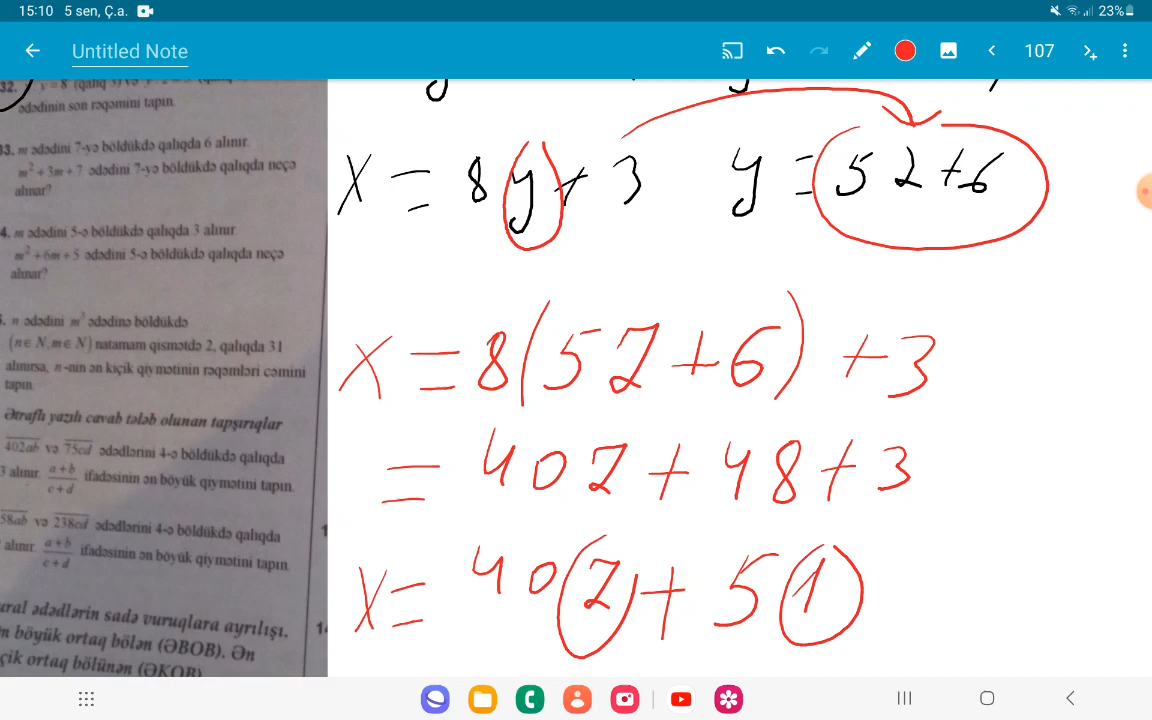 15:10 5 sen, Ç.a. 23%
Untitled Note 107
32. y = 8 (qalıq 3)
ədədinin son rəqəmini tapın.
33. m ədədini 7-yə böldükdə qalıqda 6 alınır.
m² + 3m + 7 ədədini 7-yə böldükdə qalıqda neçə
alınar?
4. m ədədini 5-ə böldükdə qalıqda 3 alınır.
m² + 6m + 5 ədədini 5-ə böldükdə qalıqda neçə
alınar?
. n ədədini m² ədədinə böldükdə
(n∈N, m∈N) natamam qismətdə 2, qalıqda 31
alınırsa, n-nin ən kiçik qiymətinin rəqəmləri cəmini
tapın.
Ətraflı yazılı cavab tələb olunan tapşırıqlar
402ab və 75cd ədədlərini 4-ə böldükdə qalıqda
3 alınır. a+b/c+d ifadəsinin ən böyük qiymətini tapın.
58ab və 238cd ədədlərini 4-ə böldükdə qalıqda
alınır. a+b/c+d ifadəsinin ən böyük qiymətini tapın.
ural ədədlərin sadə vuruqlara ayrılışı.
n böyük ortaq bölən (ƏBOB). Ən
çik ortaq bölünən (ƏKOB)
x = 8y + 3 y = 5z + 6
x = 8(5z + 6) + 3
= 40z + 48 + 3
x = 40z + 51